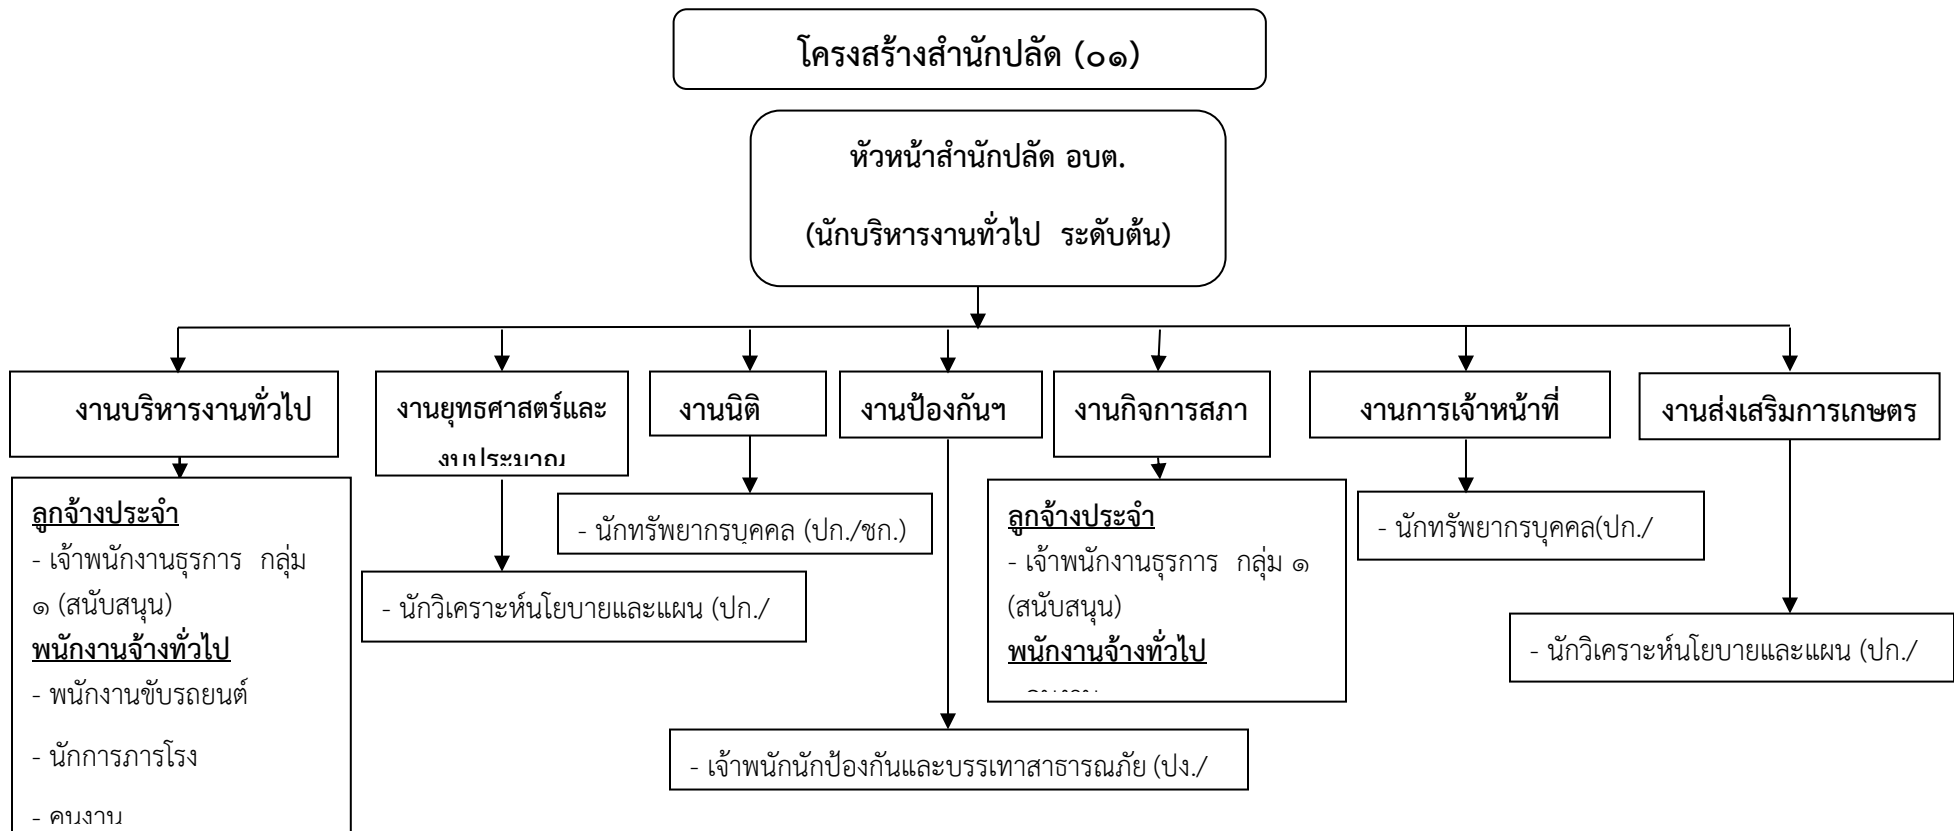 โครงสร้างสำนักปลัด (๐๑)
หัวหน้าสำนักปลัด อบต.
(นักบริหารงานทั่วไป ระดับต้น)
งานบริหารงานทั่วไป
งานยุทธศาสตร์และ
งบประมาณ
งานนิติ
งานป้องกันฯ
งานกิจการสภา
งานการเจ้าหน้าที่
งานส่งเสริมการเกษตร
ลูกจ้างประจำ
- เจ้าพนักงานธุรการ กลุ่ม
๑ (สนับสนุน)
พนักงานจ้างทั่วไป
- พนักงานขับรถยนต์
- นักการภารโรง
- คนงาน
- นักวิเคราะห์นโยบายและแผน (ปก./
- นักทรัพยากรบุคคล (ปก./ชก.)
- เจ้าพนักนักป้องกันและบรรเทาสาธารณภัย (ปง./
ลูกจ้างประจำ
- เจ้าพนักงานธุรการ กลุ่ม ๑
(สนับสนุน)
พนักงานจ้างทั่วไป
- นักทรัพยากรบุคคล(ปก./
- นักวิเคราะห์นโยบายและแผน (ปก./